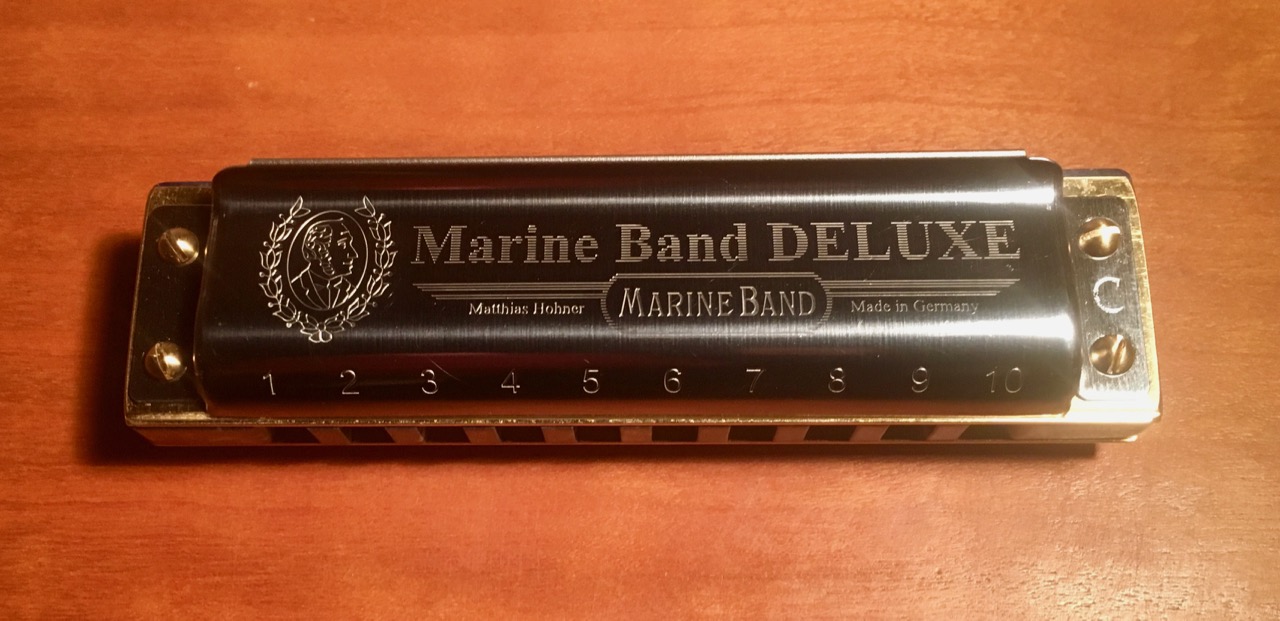 Marine Band DELUXE
Matthias Hohner MARINE BAND Made in Germany
C
1 2 3 4 5 6 7 8 9 10